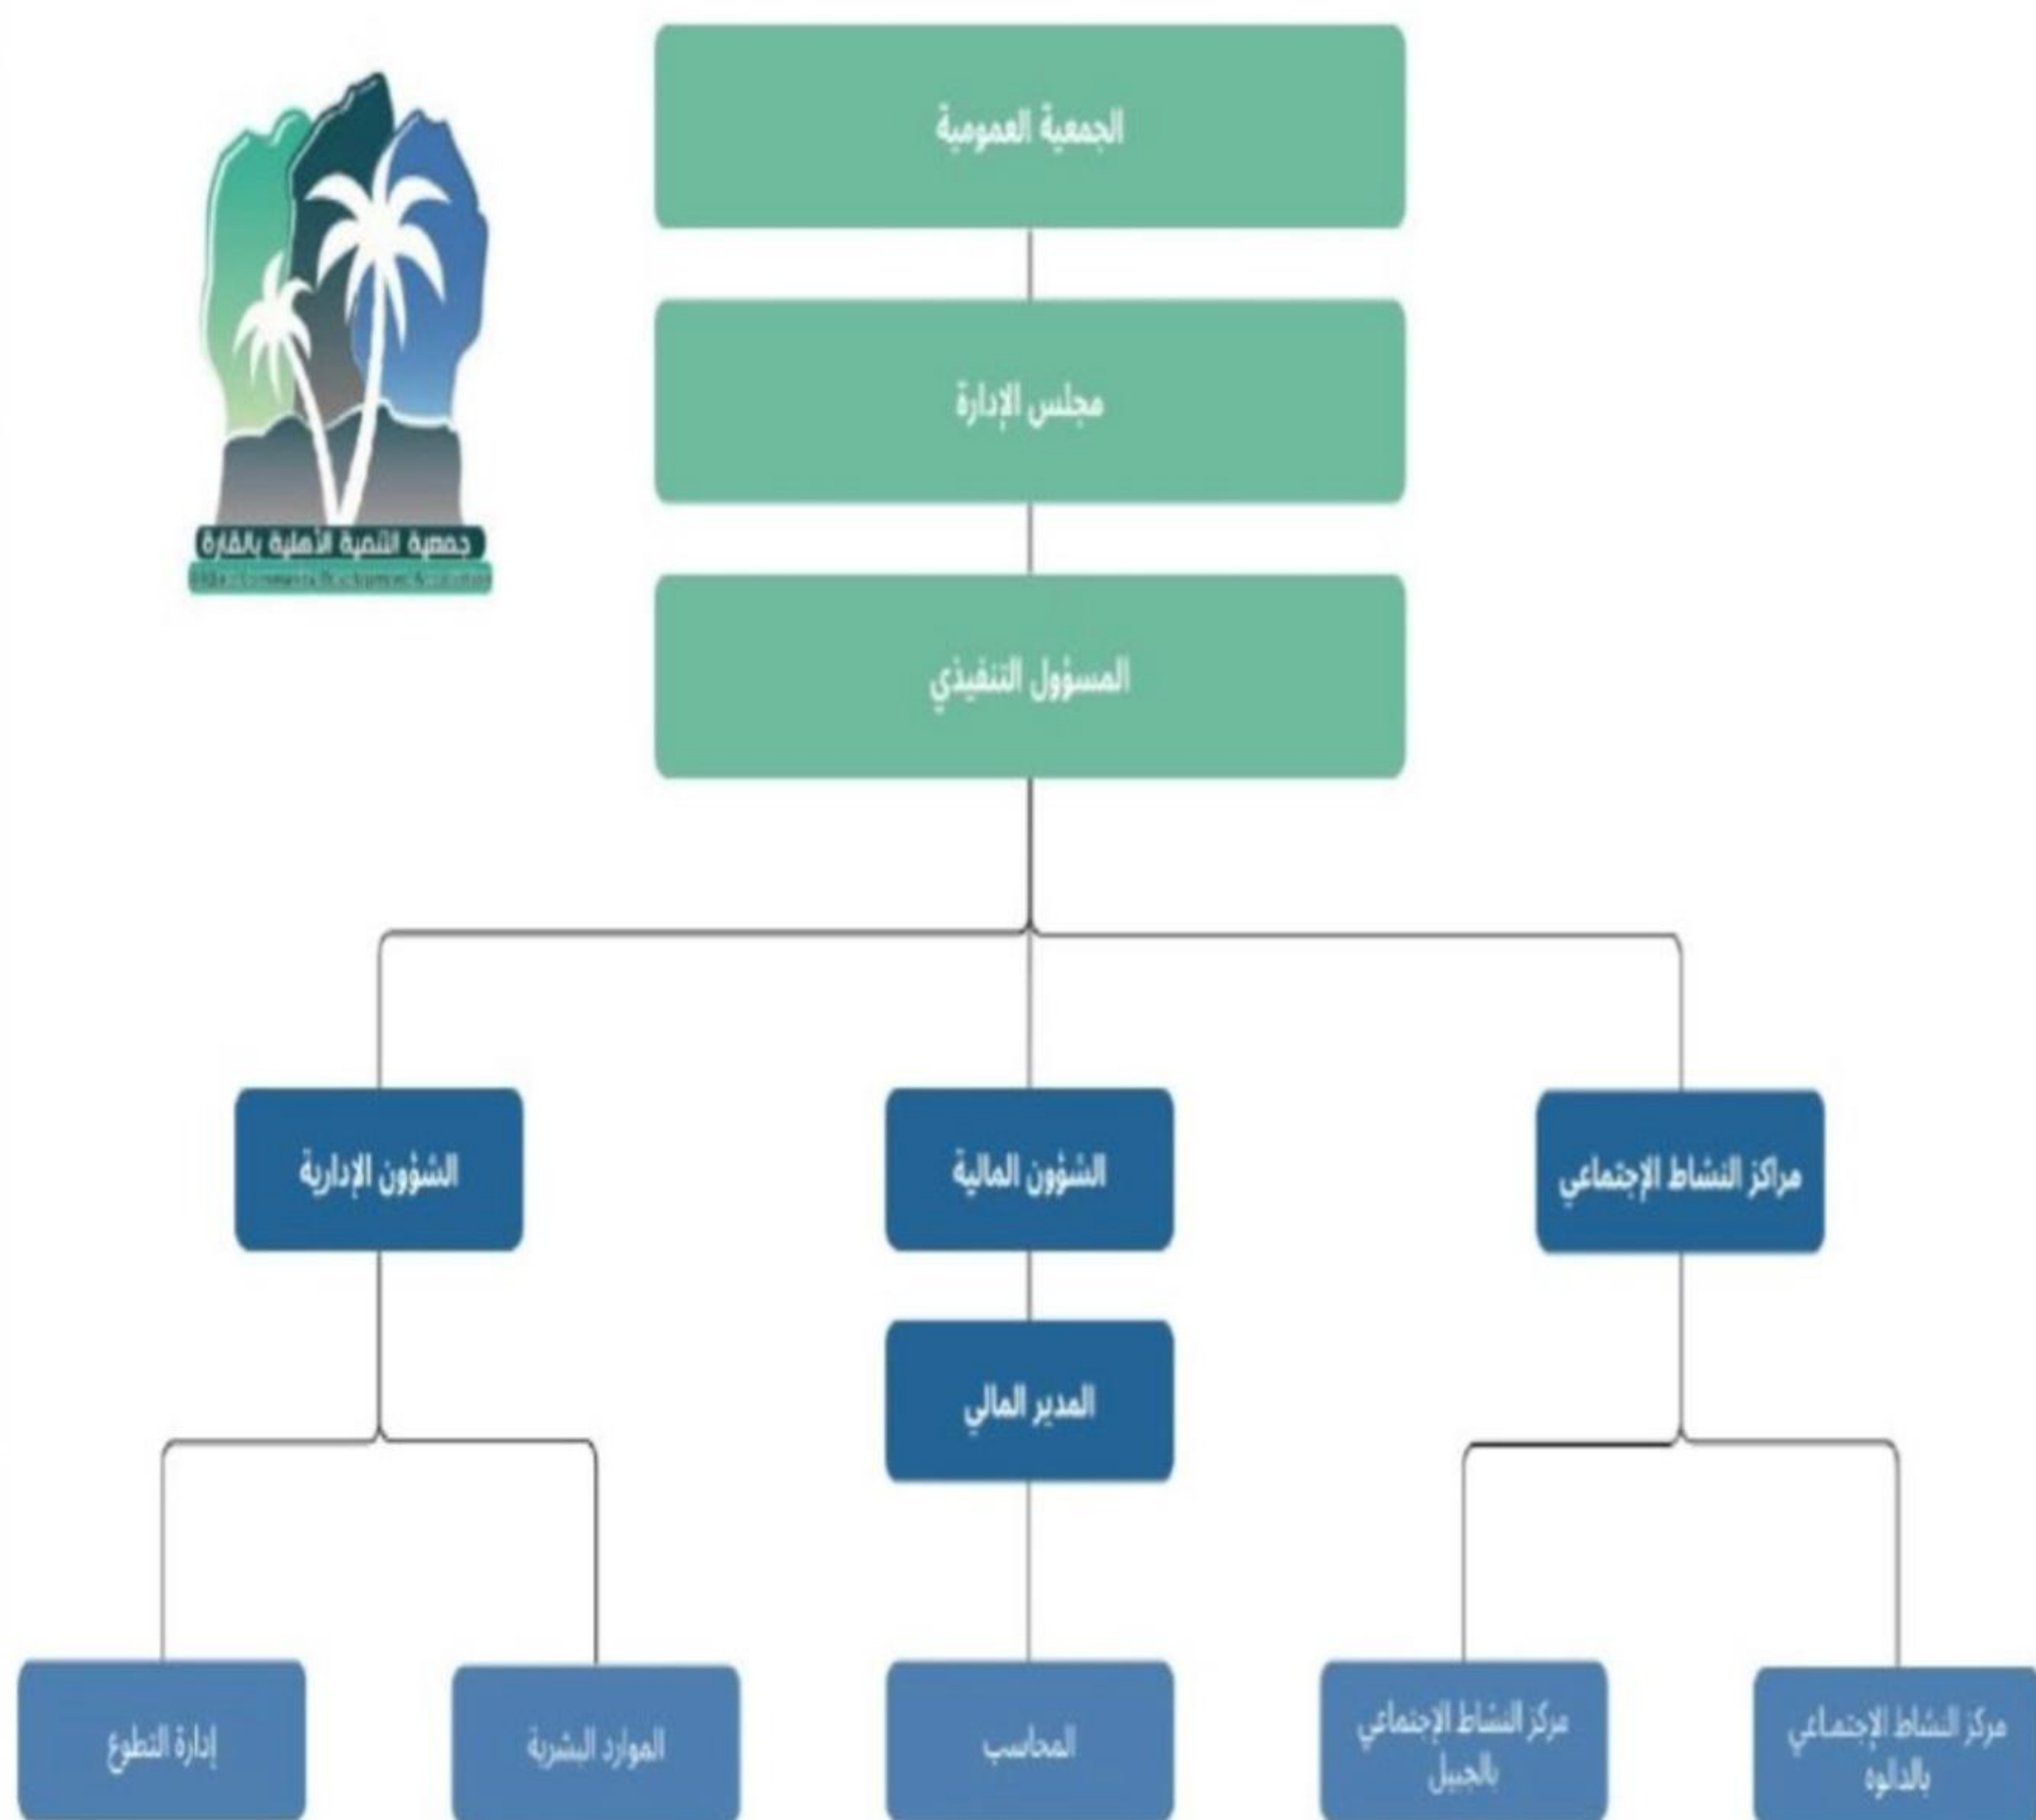 الجمعية العمومية
مجلس الإدارة
جمعية التنمية الأهلية بالقارة
المسؤول التنفيذي
مراكز النشاط الإجتماعي
الشؤون المالية
الشؤون الإدارية
المدير المالي
مركز النشاط الإجتماعي
بالدالوة
مركز النشاط الإجتماعي
بالجبيل
المحاسب
الموارد البشرية
إدارة التطوع